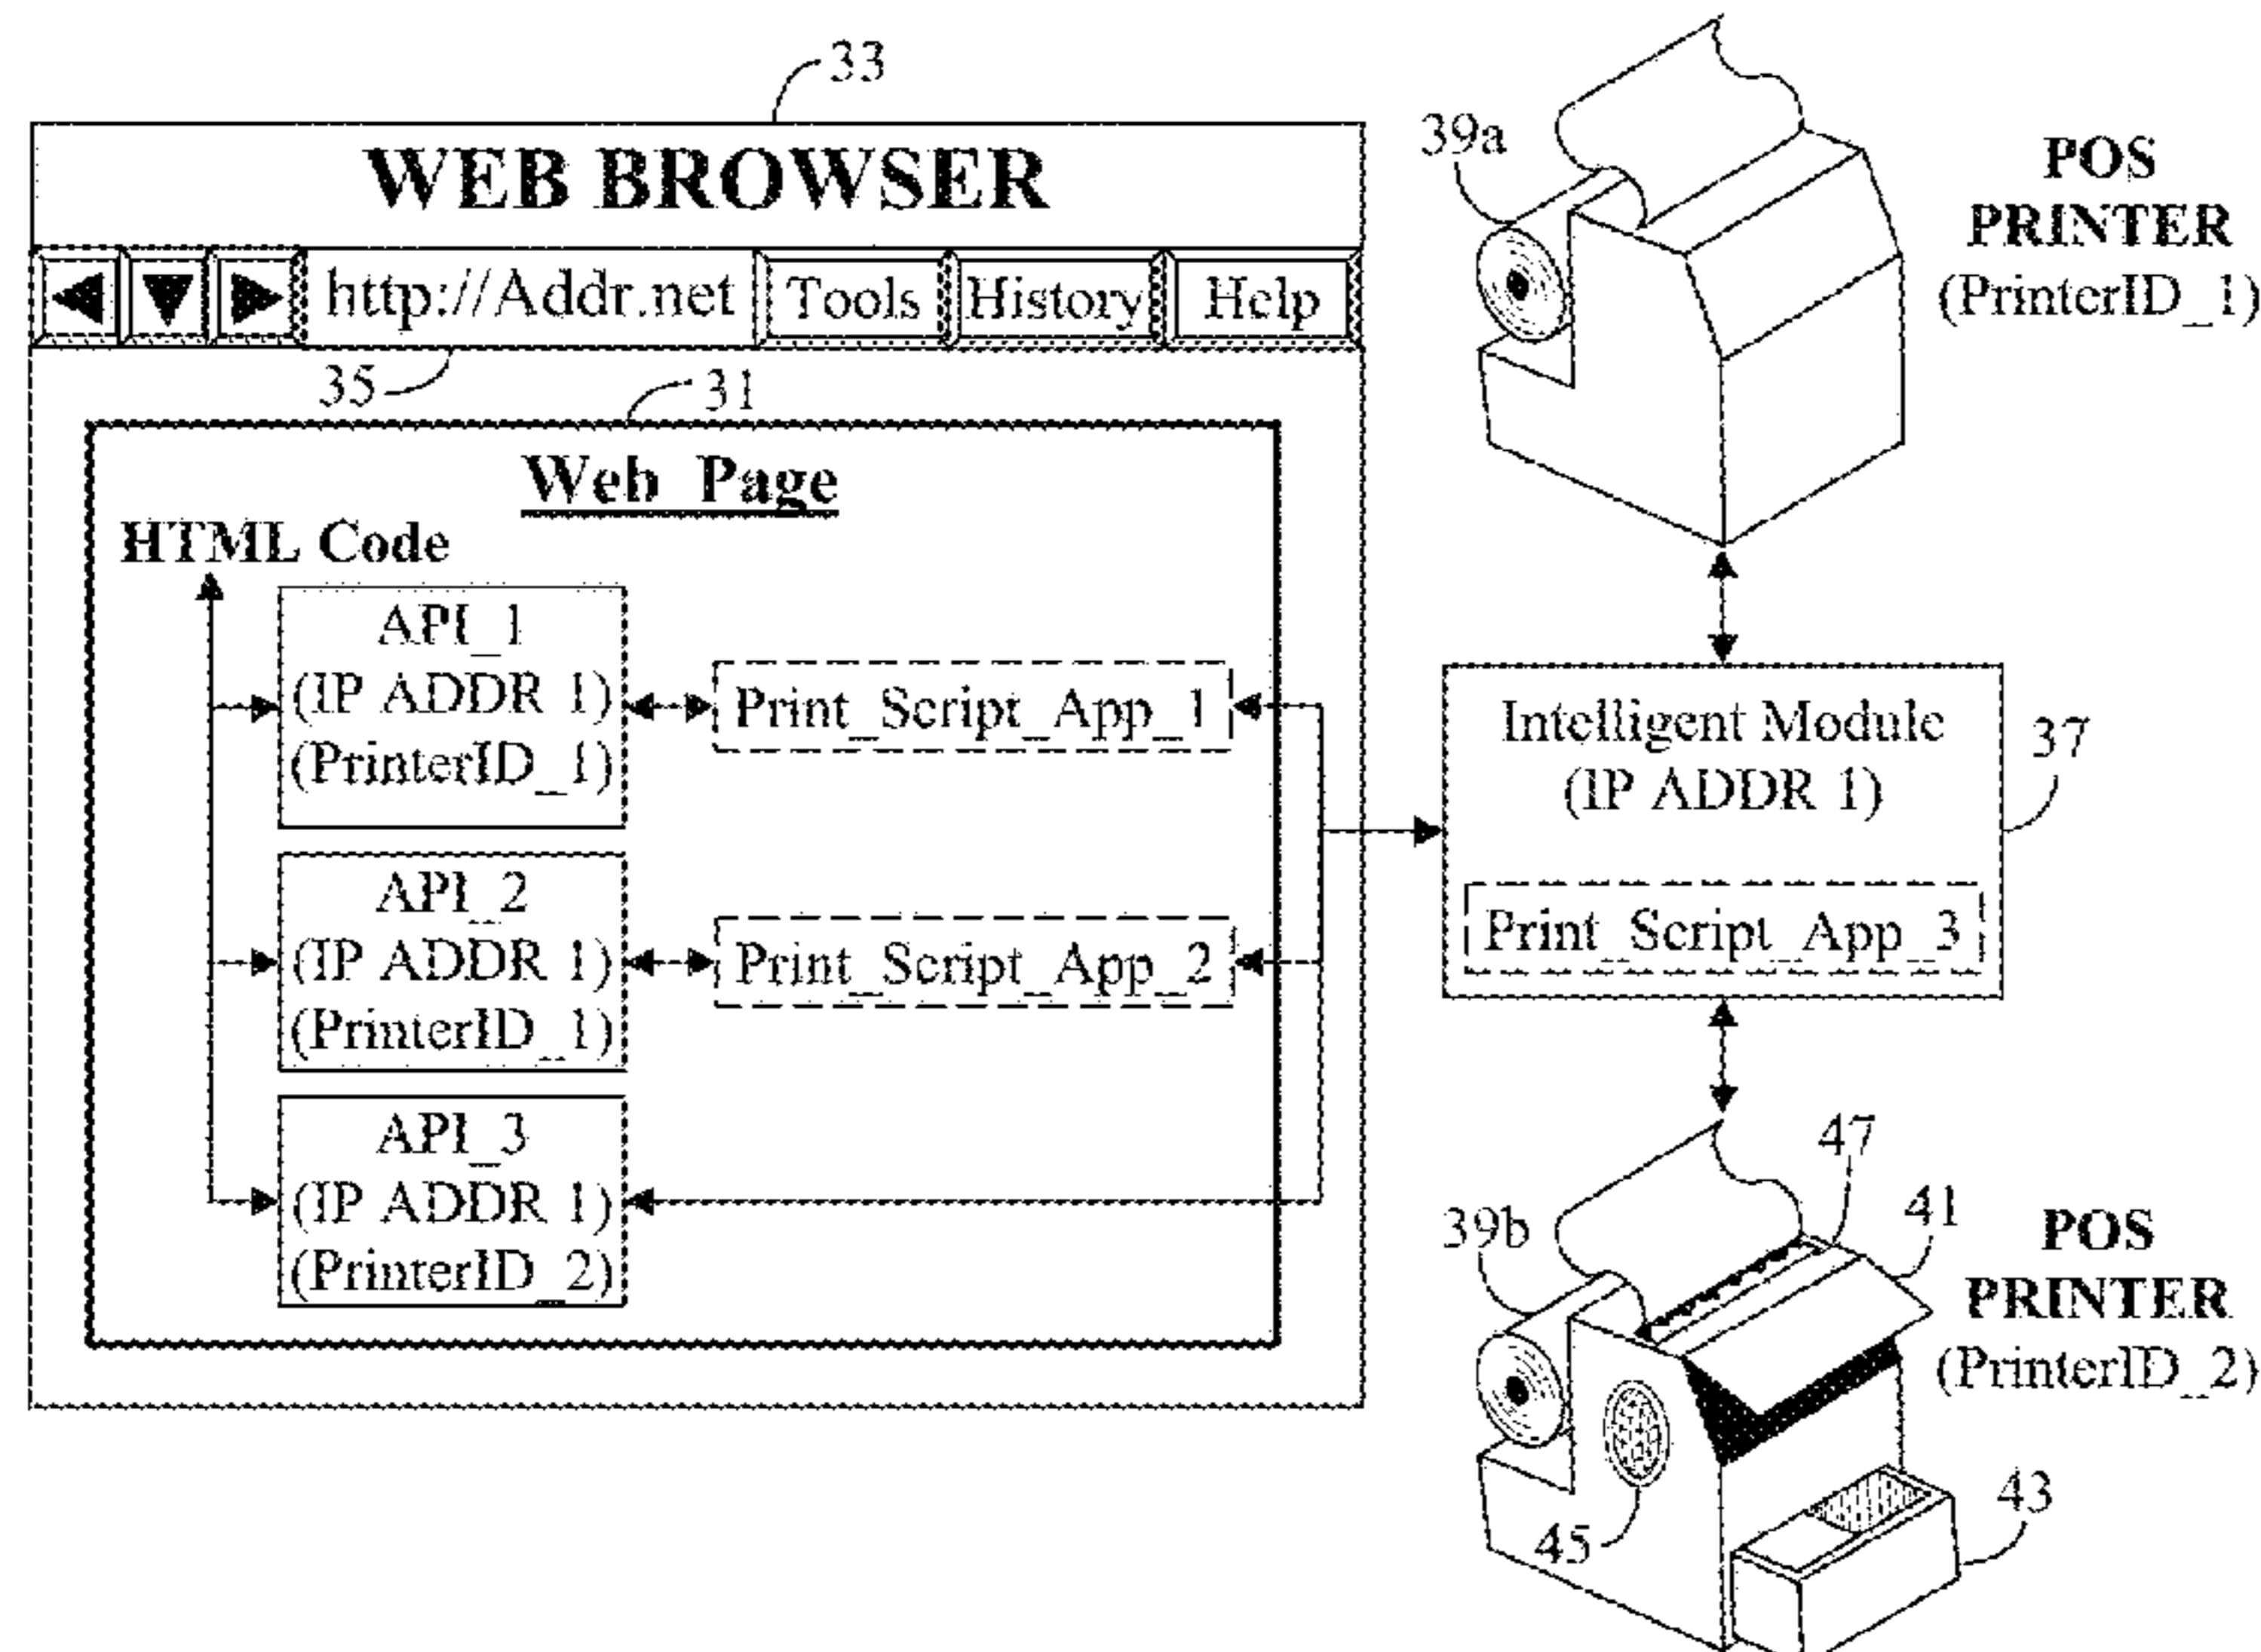 33
WEB BROWSER
http://Addr.net Tools History Help
35
31
Web Page
HTML Code
API_1
(IP ADDR 1)
(PrinterID_1)
Print_Script_App_1
API_2
(IP ADDR 1)
(PrinterID_1)
Print_Script_App_2
API_3
(IP ADDR 1)
(PrinterID_2)
39a
POS
PRINTER
(PrinterID_1)
Intelligent Module
(IP ADDR 1)
Print_Script_App_3
37
47
41
39b
POS
PRINTER
(PrinterID_2)
45
43